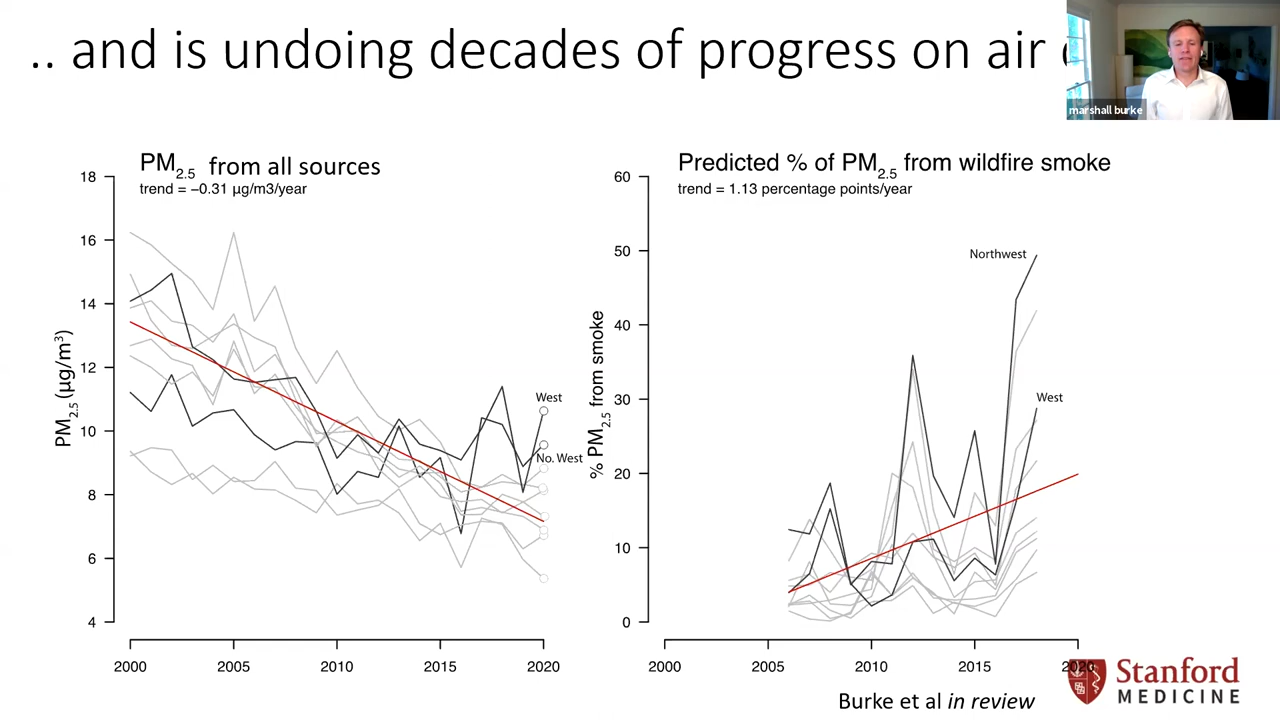 .. and is undoing decades of progress on air
marshall burke
PM2.5 from all sources
trend = −0.31 µg/m3/year
18
16
14
12
10
8
6
4
PM2.5 (µg/m³)
West
No. West
2000
2005
2010
2015
2020
Predicted % of PM2.5 from wildfire smoke
trend = 1.13 percentage points/year
60
50
40
30
20
10
0
% PM2.5 from smoke
Northwest
West
2000
2005
2010
2015
2020
Burke et al in review
Stanford
MEDICINE